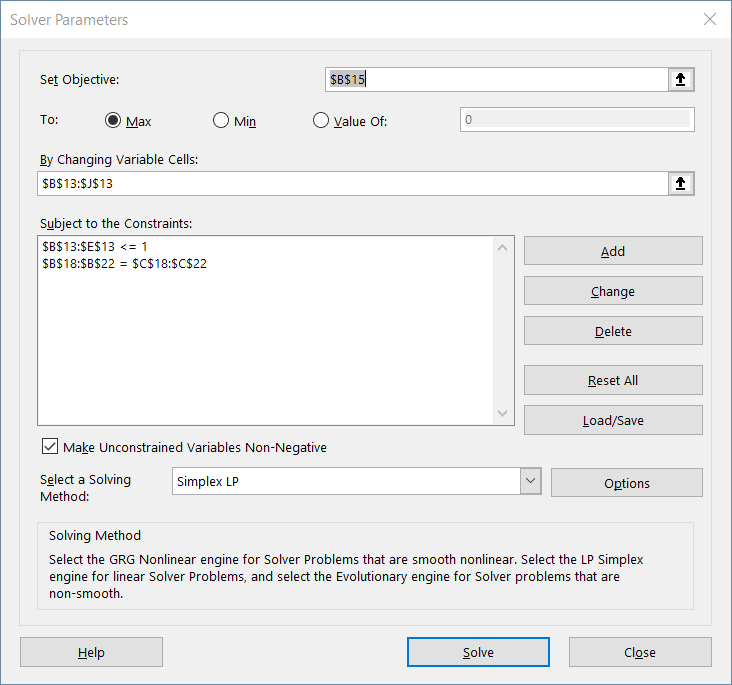 Solver Parameters
Set Objective:
$B$15
To:
Max
Min
Value Of:
0
By Changing Variable Cells:
$B$13:$J$13
Subject to the Constraints:
$B$13:$E$13 <= 1
$B$18:$B$22 = $C$18:$C$22
Add
Change
Delete
Reset All
Load/Save
Make Unconstrained Variables Non-Negative
Select a Solving
Method:
Simplex LP
Options
Solving Method
Select the GRG Nonlinear engine for Solver Problems that are smooth nonlinear. Select the LP Simplex
engine for linear Solver Problems, and select the Evolutionary engine for Solver problems that are
non-smooth.
Help
Solve
Close